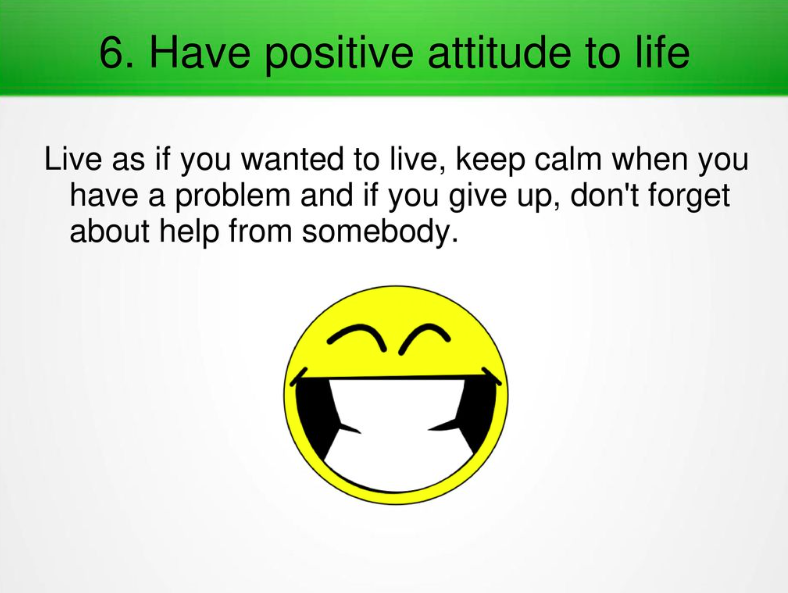 6. Have positive attitude to life
Live as if you wanted to live, keep calm when you
have a problem and if you give up, don't forget
about help from somebody.